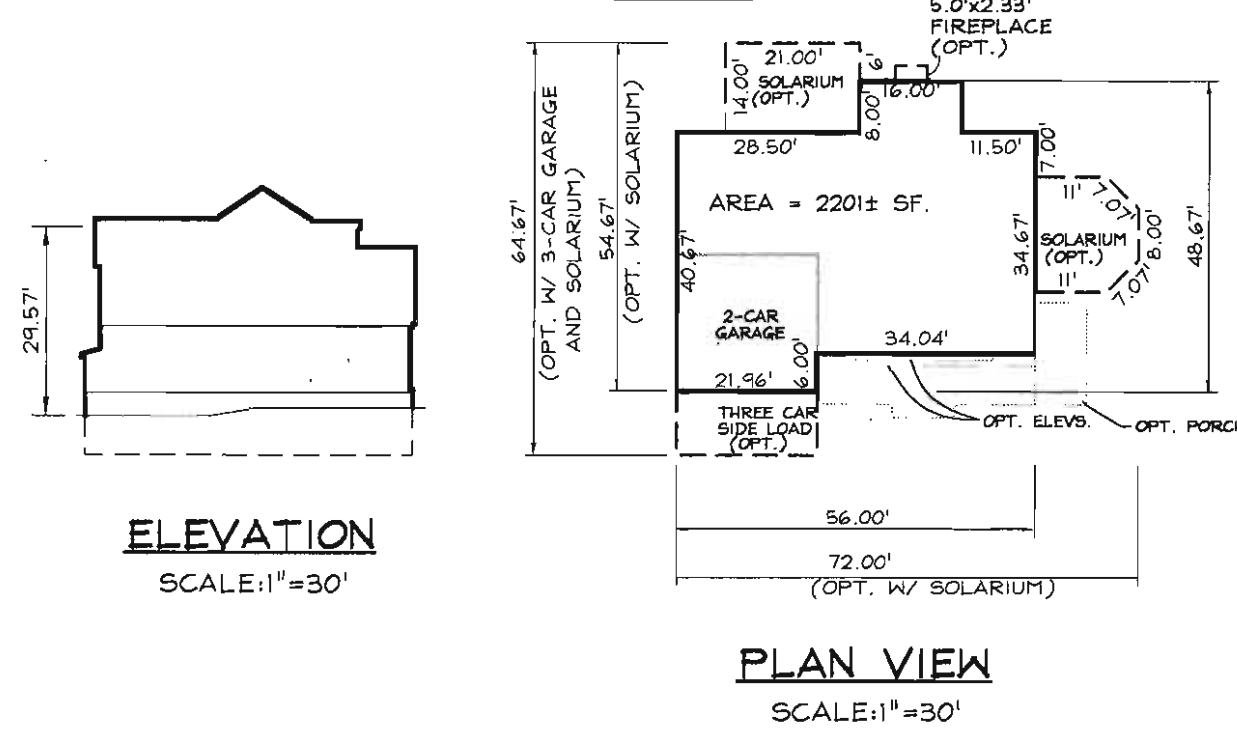 5.0'x2.33'
FIREPLACE
(OPT.)
21.00'
6'
14.00'
SOLARIUM
(OPT.)
16.00'
8.00'
28.50'
11.50'
7.00'
AREA = 2201± SF.
11'
7.07'
SOLARIUM
(OPT.)
8.00'
11'
7.07'
34.67'
48.67'
40.67'
2-CAR
GARAGE
34.04'
6.00'
21.96'
THREE CAR
SIDE LOAD
(OPT.)
OPT. ELEVS.
OPT. PORC
64.67'
(OPT. W/ 3-CAR GARAGE
AND SOLARIUM)
54.67'
(OPT. W/ SOLARIUM)
56.00'
72.00'
(OPT. W/ SOLARIUM)
PLAN VIEW
SCALE:1"=30'
29.57'
ELEVATION
SCALE:1"=30'